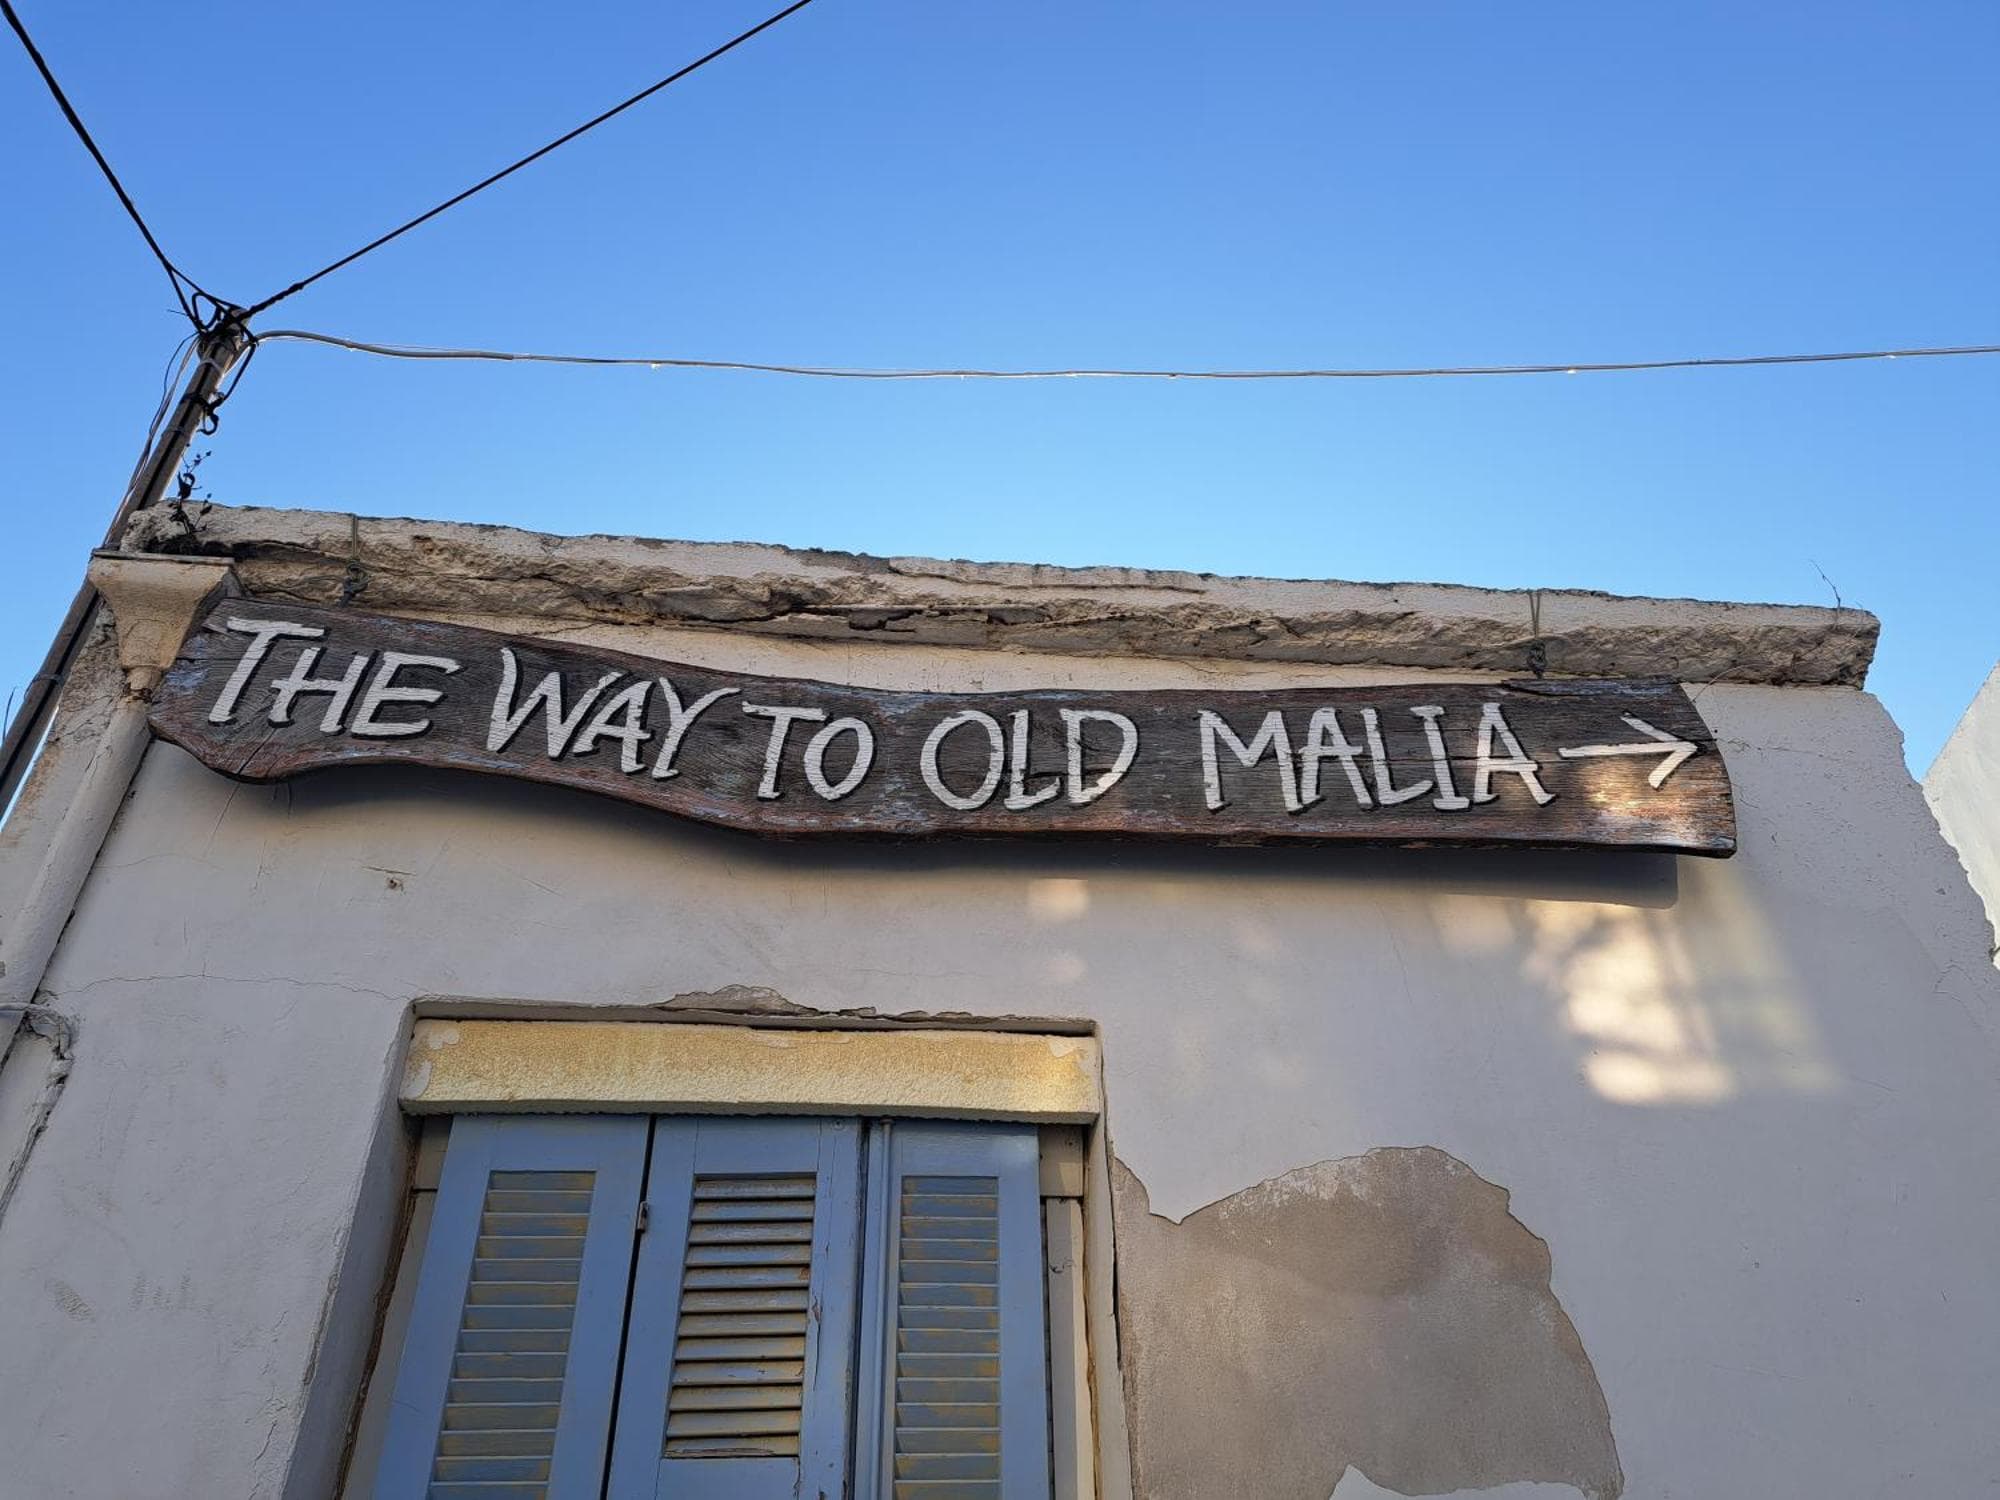 THE WAY TO OLD MALIA →